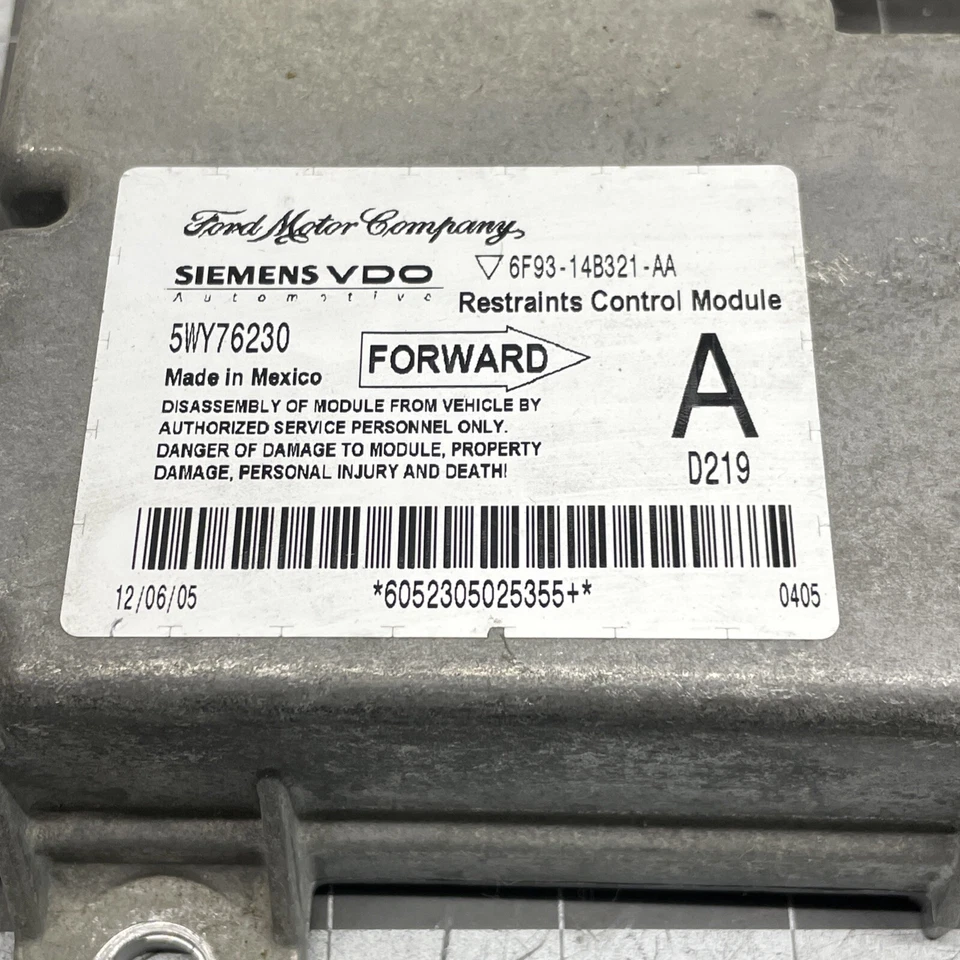 Ford Motor Company,
SIEMENS VDO
Automotive
6F93-14B321-AA
Restraints Control Module
5WY76230
FORWARD
A
Made in Mexico
DISASSEMBLY OF MODULE FROM VEHICLE BY
AUTHORIZED SERVICE PERSONNEL ONLY.
DANGER OF DAMAGE TO MODULE, PROPERTY
DAMAGE, PERSONAL INJURY AND DEATH!
D219
12/06/05
*6052305025355+*
0405